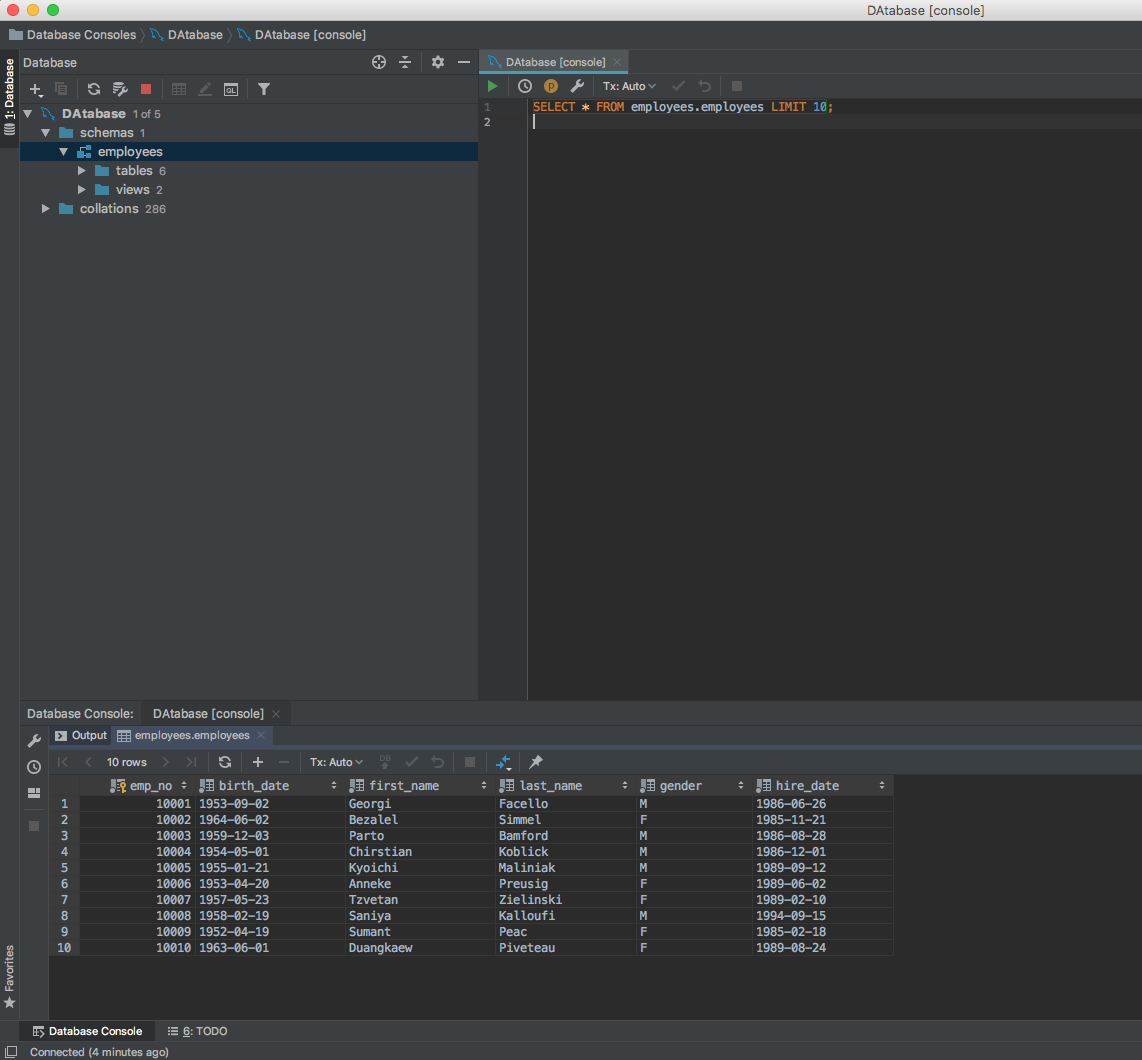 DAtabase [console]
Database Consoles DAtabase DAtabase [console]
1: Database
Database
DAtabase 1 of 5
schemas 1
employees
tables 6
views 2
collations 286
DAtabase [console]
Tx: Auto
1 SELECT * FROM employees.employees LIMIT 10;
2
Database Console: DAtabase [console]
Output employees.employees
10 rows Tx: Auto DB
emp_no birth_date first_name last_name gender hire_date
1 10001 1953-09-02 Georgi Facello M 1986-06-26
2 10002 1964-06-02 Bezalel Simmel F 1985-11-21
3 10003 1959-12-03 Parto Bamford M 1986-08-28
4 10004 1954-05-01 Chirstian Koblick M 1986-12-01
5 10005 1955-01-21 Kyoichi Maliniak M 1989-09-12
6 10006 1953-04-20 Anneke Preusig F 1989-06-02
7 10007 1957-05-23 Tzvetan Zielinski F 1989-02-10
8 10008 1958-02-19 Saniya Kalloufi M 1994-09-15
9 10009 1952-04-19 Sumant Peac F 1985-02-18
10 10010 1963-06-01 Duangkaew Piveteau F 1989-08-24
Favorites
Database Console 6: TODO
Connected (4 minutes ago)